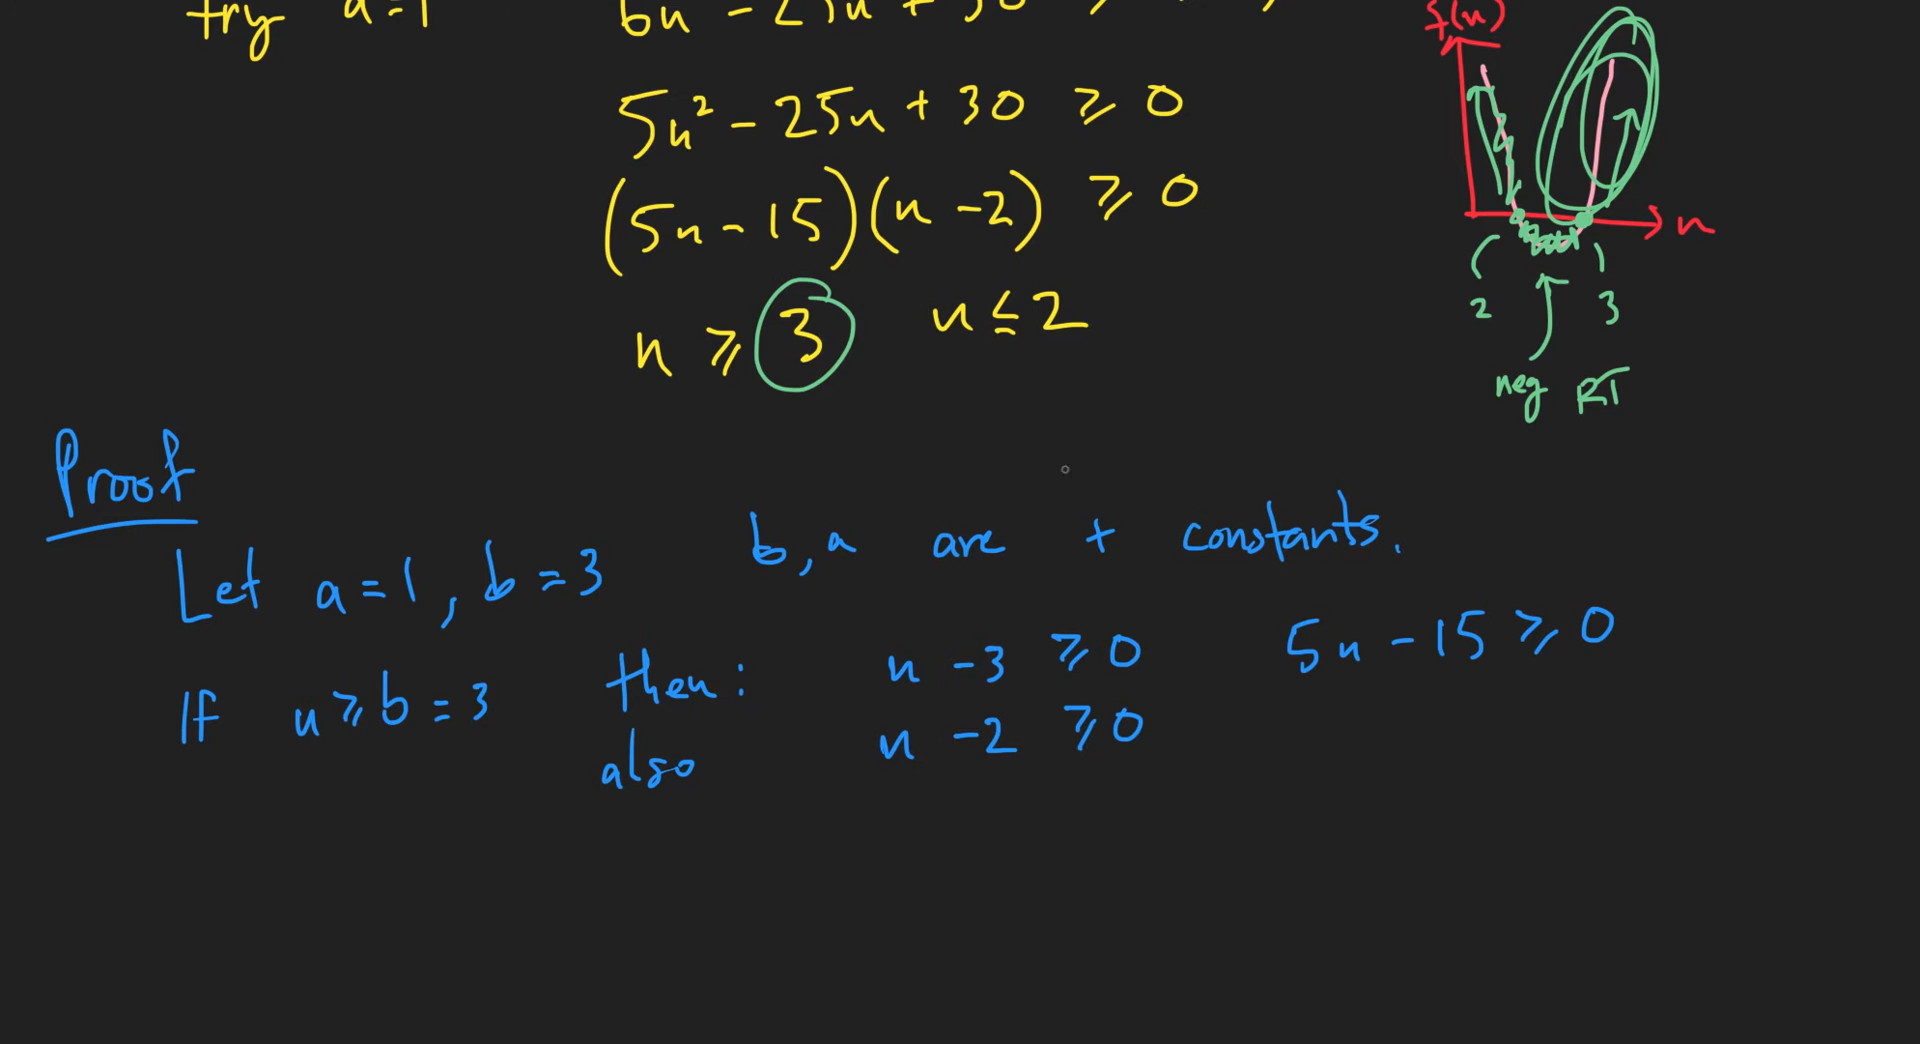 try a=1
5n² - 25n + 30 ≥ 0
(5n - 15)(n - 2) ≥ 0
n ≥ 3 n ≤ 2
f(n)
n
2 3
neg RT
Proof
Let a=1, b=3 b, a are + constants.
If n ≥ b = 3 then: n - 3 ≥ 0 5n - 15 ≥ 0
also n - 2 ≥ 0